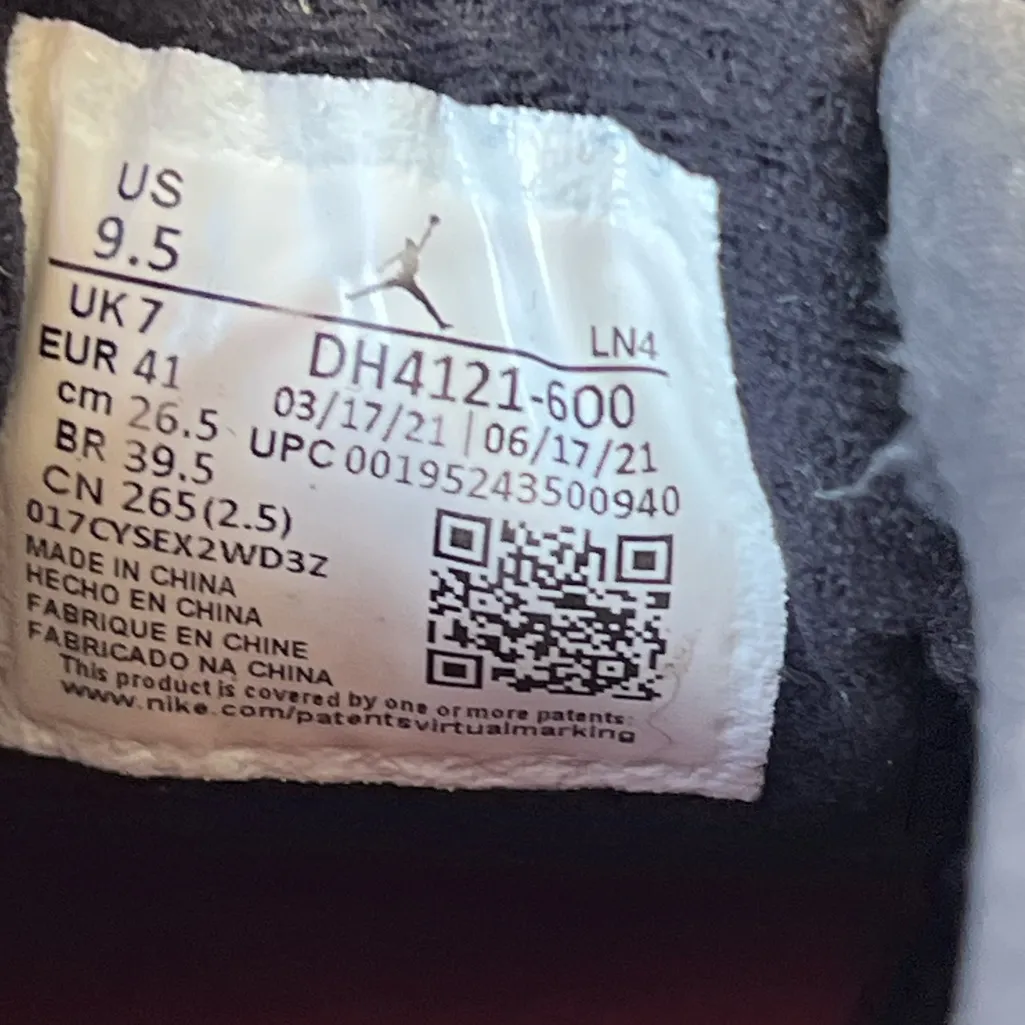 US
9.5
UK 7
EUR 41
cm 26.5
BR 39.5
CN 265(2.5)
017CYSEX2WD3Z
MADE IN CHINA
HECHO EN CHINA
FABRIQUE EN CHINE
FABRICADO NA CHINA
This product is covered by one or more patents:
www.nike.com/patentsvirtualmarking
LN4
DH4121-600
03/17/21 | 06/17/21
UPC 00195243500940